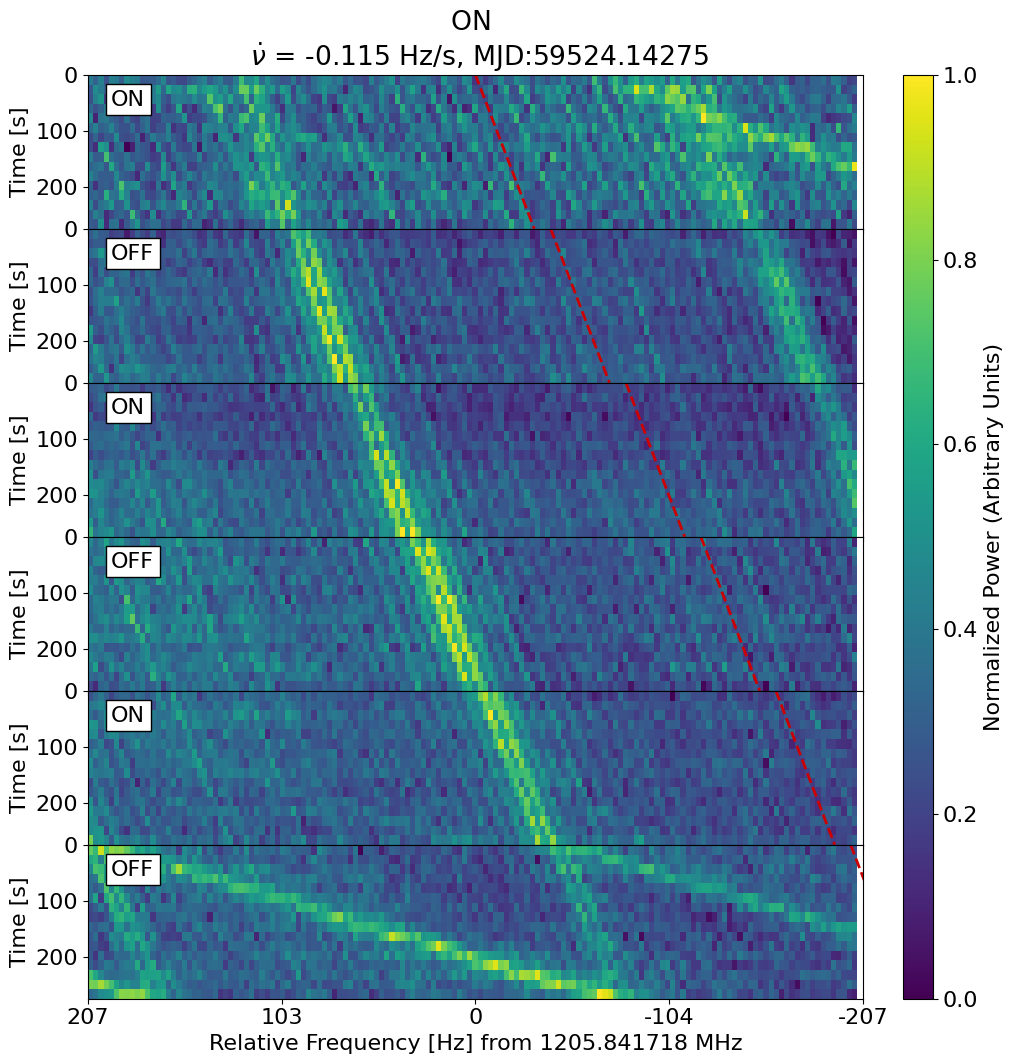 ON
ν̇ = -0.115 Hz/s, MJD:59524.14275
0
ON
100
200
Time [s]
0
OFF
100
200
Time [s]
0
ON
100
200
Time [s]
0
OFF
100
200
Time [s]
0
ON
100
200
Time [s]
0
OFF
100
200
Time [s]
207 103 0 -104 -207
Relative Frequency [Hz] from 1205.841718 MHz
1.0
0.8
0.6
0.4
0.2
0.0
Normalized Power (Arbitrary Units)